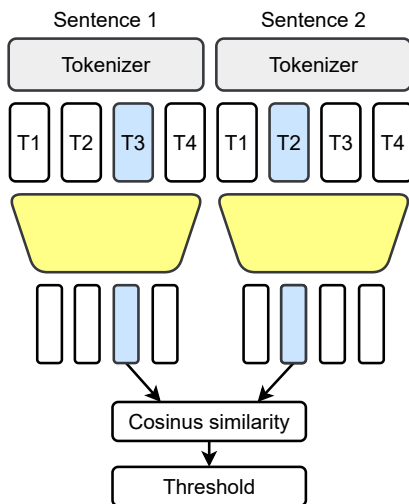 Sentence 1 Sentence 2
Tokenizer Tokenizer
T1 T2 T3 T4 T1 T2 T3 T4
Cosinus similarity
Threshold